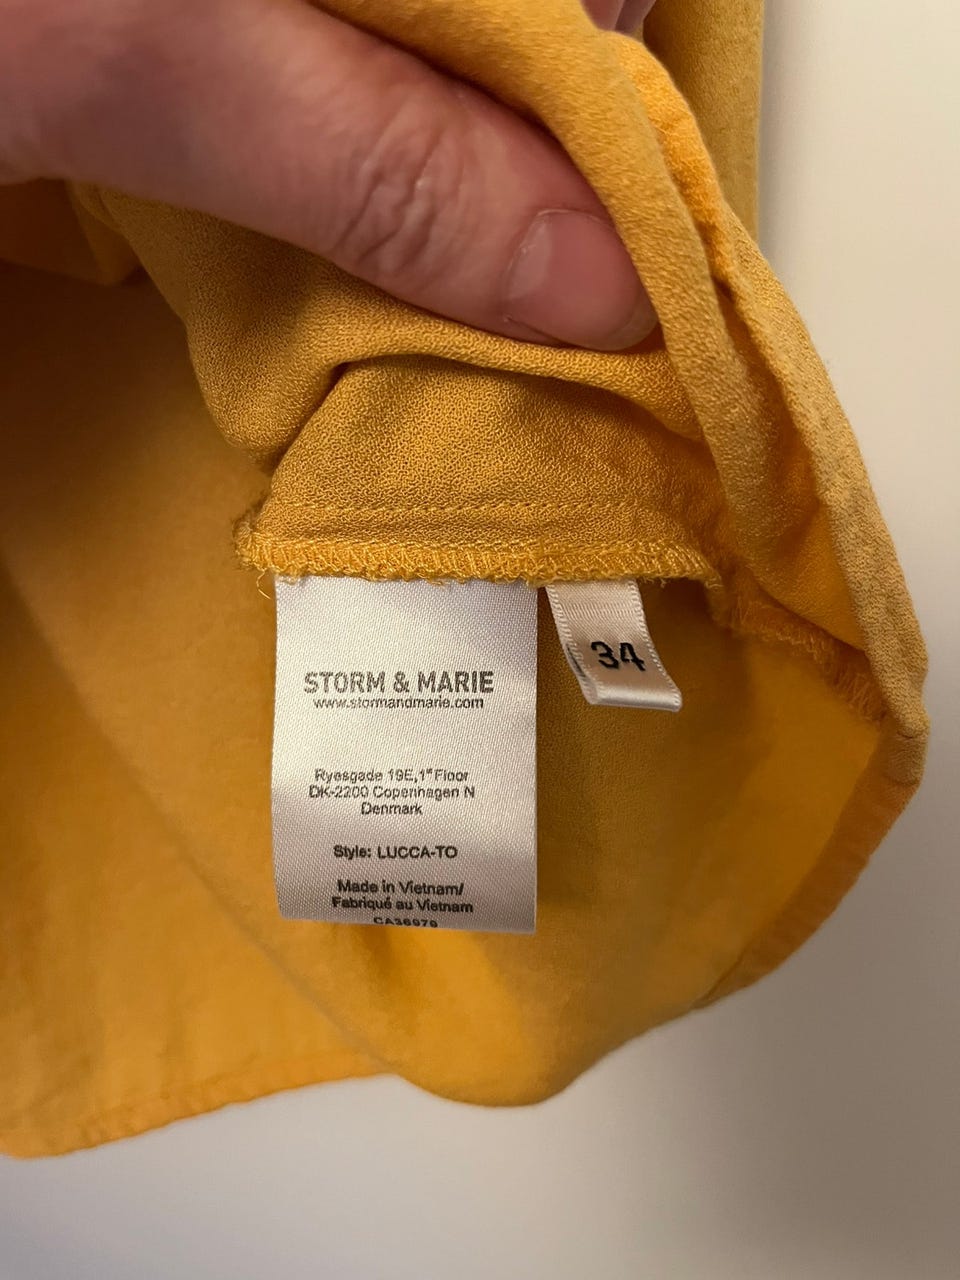 STORM & MARIE
www.stormandmarie.com
Ryesgade 19E,1st Floor
DK-2200 Copenhagen N
Denmark
Style: LUCCA-TO
Made in Vietnam/
Fabriqué au Vietnam
CA36979
34